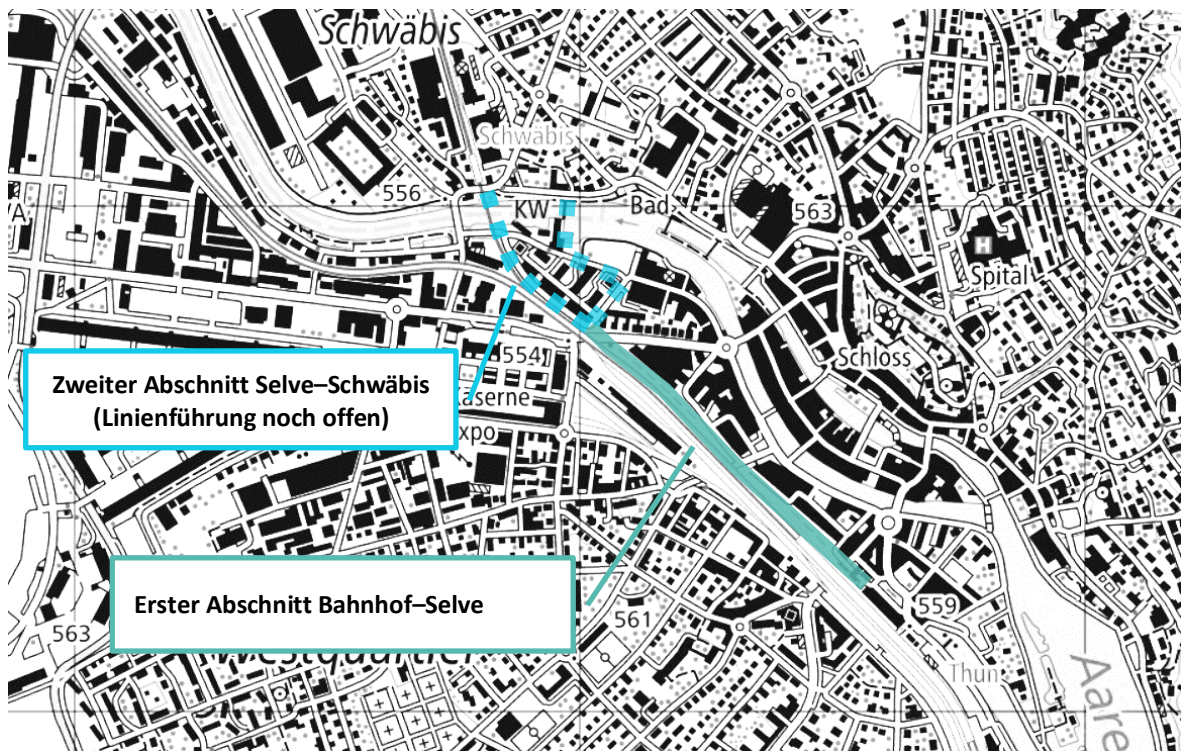 Schwäbis
Schwäbis
556
KW
Bad
563
H
Spital
554
Schloss
Zweiter Abschnitt Selve–Schwäbis
(Linienführung noch offen)
Kaserne
Expo
Erster Abschnitt Bahnhof–Selve
559
561
563
Westquartier
Thun
Aare